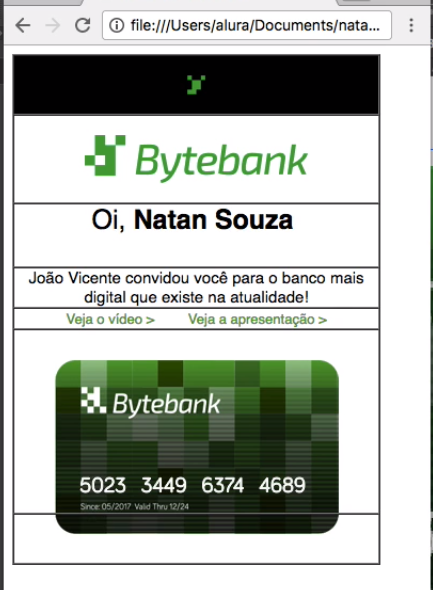 file:///Users/alura/Documents/nata...
Bytebank
Oi, Natan Souza
João Vicente convidou você para o banco mais
digital que existe na atualidade!
Veja o vídeo > Veja a apresentação >
Bytebank
5023 3449 6374 4689
Since: 05/2017 Valid Thru 12/24